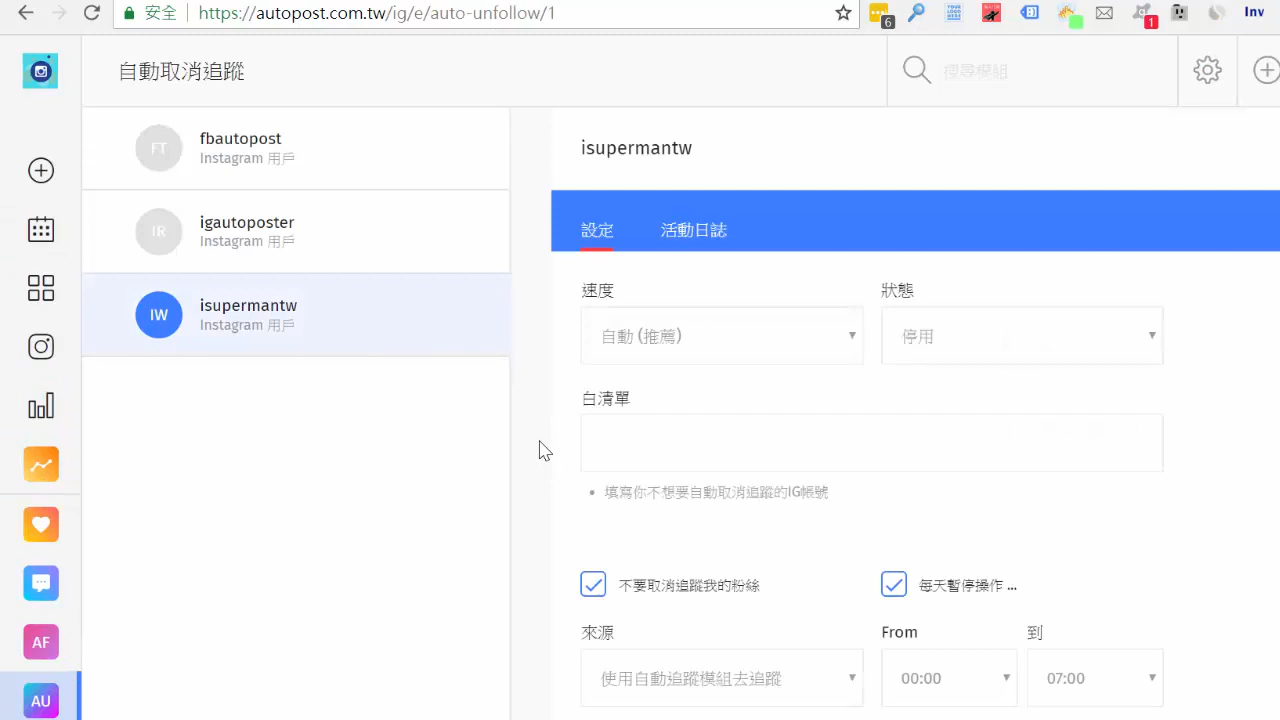 安全
https://autopost.com.tw/ig/e/auto-unfollow/1
6
1
Inv
自動取消追蹤
搜尋模組
FT
fbautopost
Instagram 用戶
IR
igautoposter
Instagram 用戶
IW
isupermantw
Instagram 用戶
AF
AU
isupermantw
設定
活動日誌
速度
狀態
自動 (推薦)
停用
白清單
填寫你不想要自動取消追蹤的IG帳號
不要取消追蹤我的粉絲
每天暫停操作 ...
來源
From
到
使用自動追蹤模組去追蹤
00:00
07:00